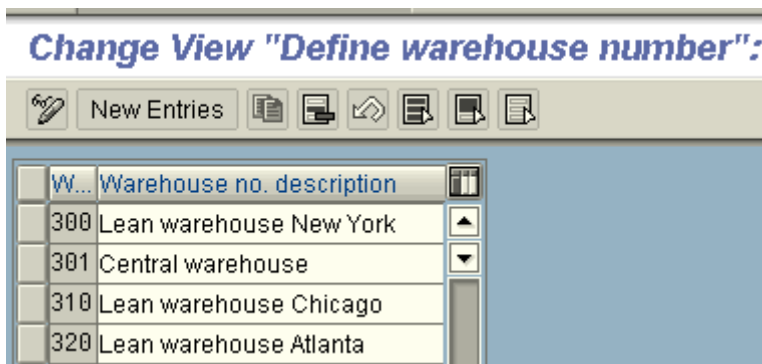 Change View "Define warehouse number":
New Entries
W... Warehouse no. description
300 Lean warehouse New York
301 Central warehouse
310 Lean warehouse Chicago
320 Lean warehouse Atlanta